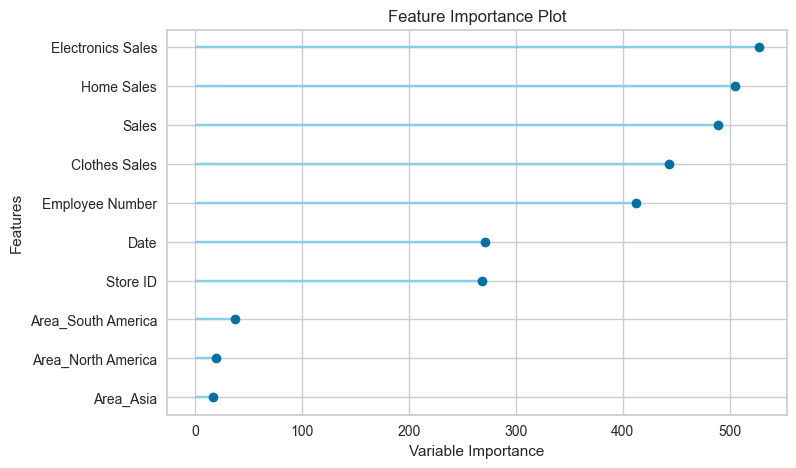 Feature Importance Plot
Features
Electronics Sales
Home Sales
Sales
Clothes Sales
Employee Number
Date
Store ID
Area_South America
Area_North America
Area_Asia
0 100 200 300 400 500
Variable Importance